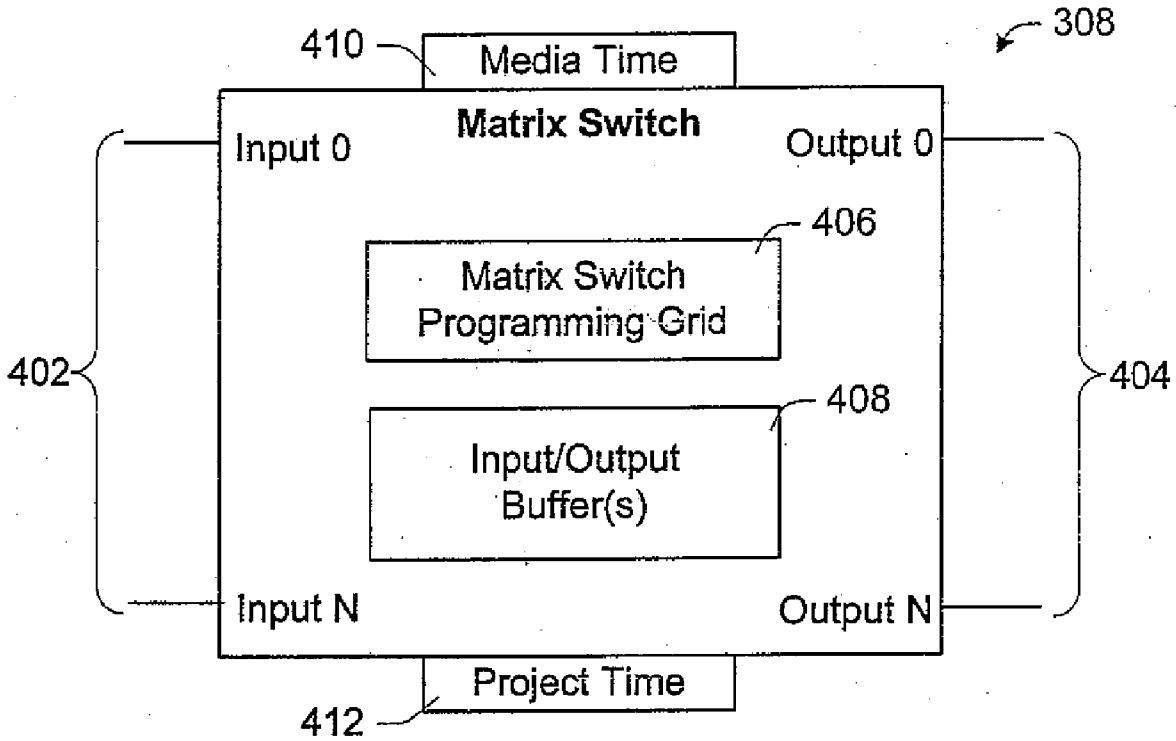 308
410
Media Time
Matrix Switch
Input 0
Output 0
406
Matrix Switch
Programming Grid
402
404
408
Input/Output
Buffer(s)
Input N
Output N
Project Time
412